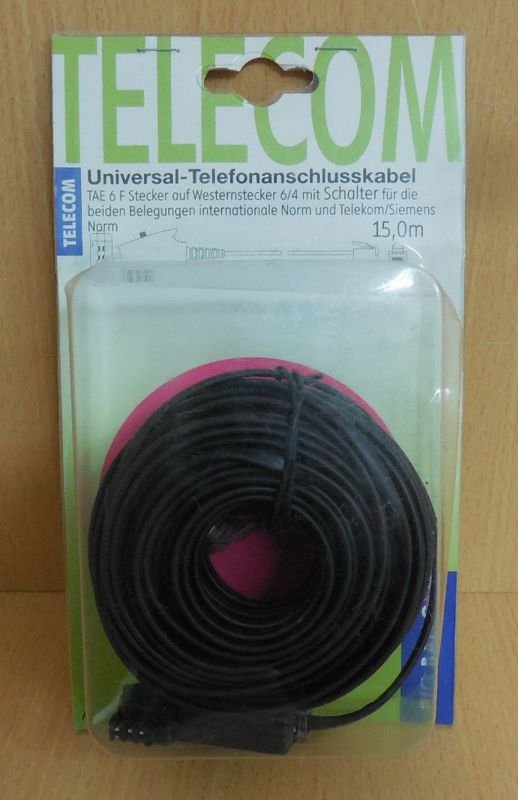 TELECOM
TELECOM
Universal-Telefonanschlusskabel
TAE 6 F Stecker auf Westernstecker 6/4 mit Schalter für die
beiden Belegungen internationale Norm und Telekom/Siemens
Norm
15,0m